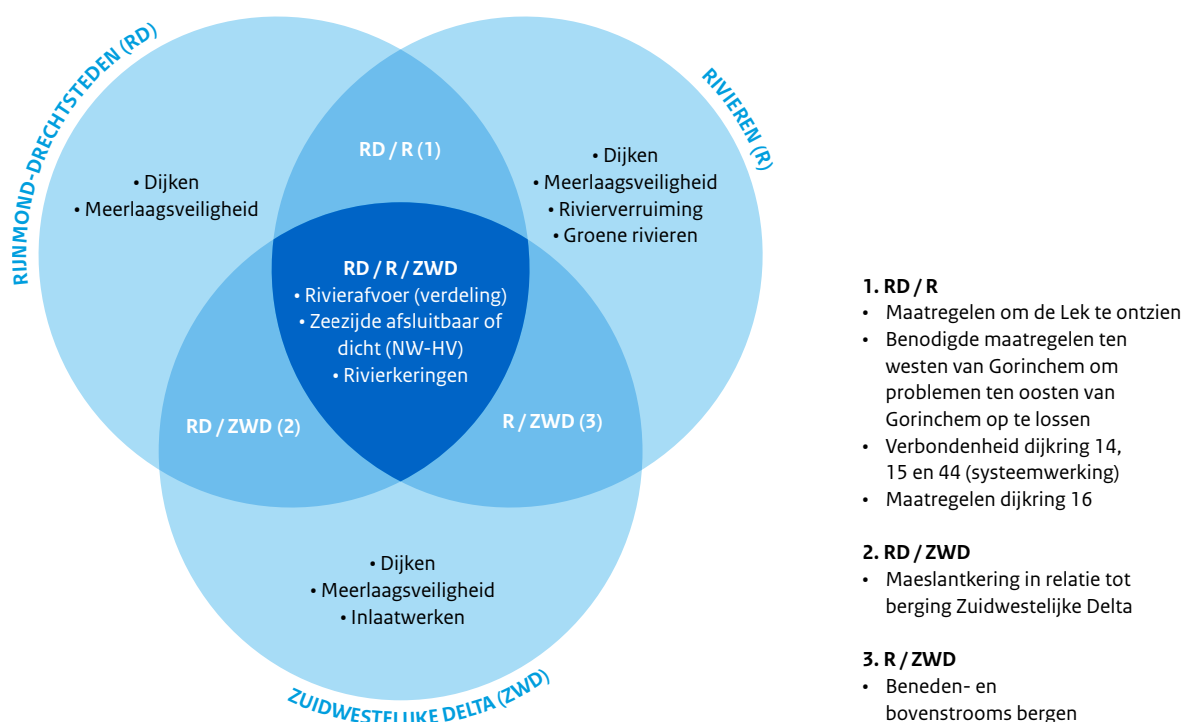 RIJNMOND-DRECHTSTEDEN (RD)
RIVIEREN (R)
RD / R (1)
• Dijken
• Meerlaagsveiligheid
• Dijken
• Meerlaagsveiligheid
• Rivierverruiming
• Groene rivieren
RD / R / ZWD
• Rivierafvoer (verdeling)
• Zeezijde afsluitbaar of
dicht (NW-HV)
• Rivierkeringen
RD / ZWD (2)
R / ZWD (3)
• Dijken
• Meerlaagsveiligheid
• Inlaatwerken
ZUIDWESTELIJKE DELTA (ZWD)
1. RD / R
• Maatregelen om de Lek te ontzien
• Benodigde maatregelen ten
westen van Gorinchem om
problemen ten oosten van
Gorinchem op te lossen
• Verbondenheid dijkring 14,
15 en 44 (systeemwerking)
• Maatregelen dijkring 16
2. RD / ZWD
• Maeslantkering in relatie tot
berging Zuidwestelijke Delta
3. R / ZWD
• Beneden- en
bovenstrooms bergen